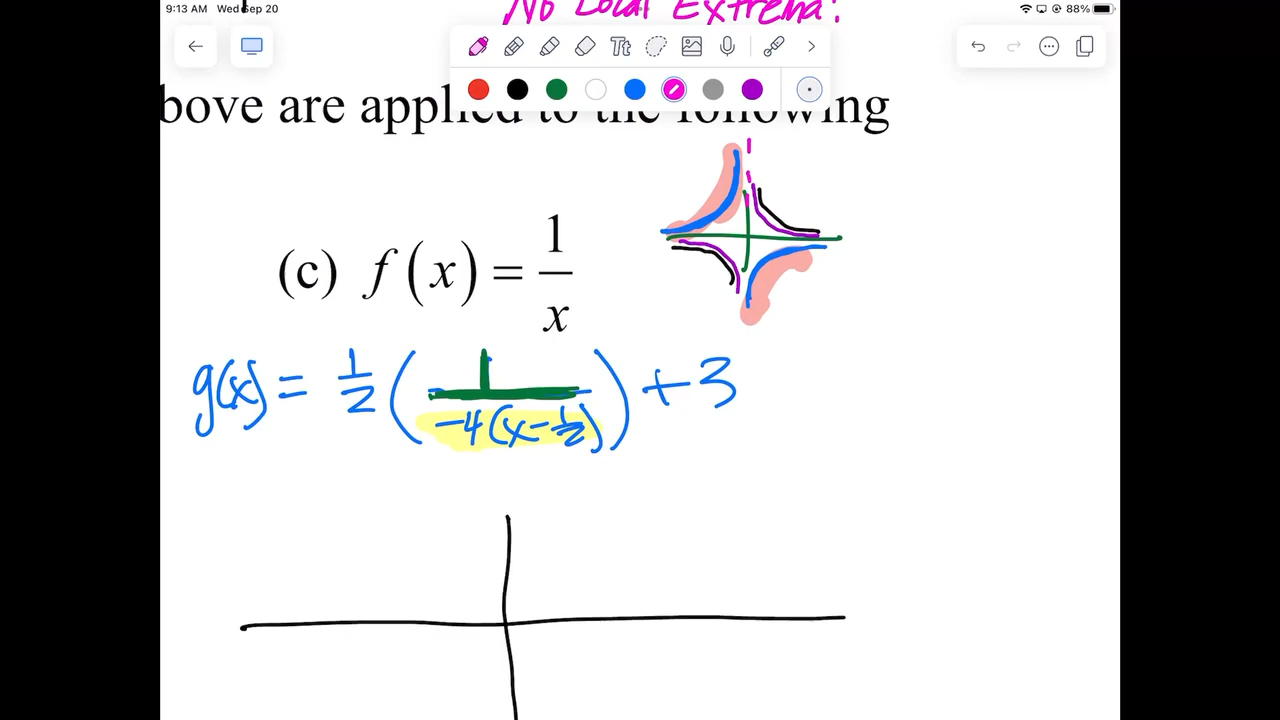 9:13 AM Wed Sep 20
88%
No Local Extrema!
Tt
bove are applied to the following
(c) f(x) = 1/x
g(x) = 1/2 (1/(-4(x-1/2))) + 3